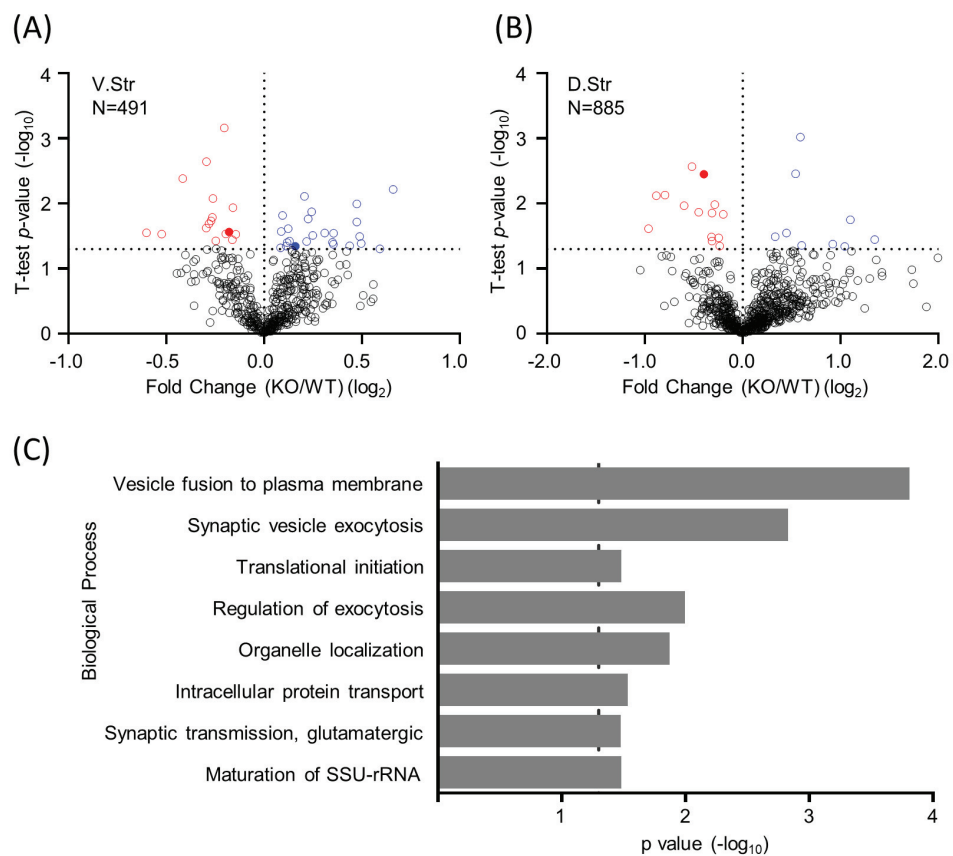 (A)
V.Str
N=491
T-test p-value (-log10)
4
3
2
1
0
-1.0 -0.5 0.0 0.5 1.0
Fold Change (KO/WT) (log2)
(B)
D.Str
N=885
T-test p-value (-log10)
4
3
2
1
0
-2.0 -1.0 0.0 1.0 2.0
Fold Change (KO/WT) (log2)
(C)
Biological Process
Vesicle fusion to plasma membrane
Synaptic vesicle exocytosis
Translational initiation
Regulation of exocytosis
Organelle localization
Intracellular protein transport
Synaptic transmission, glutamatergic
Maturation of SSU-rRNA
1 2 3 4
p value (-log10)